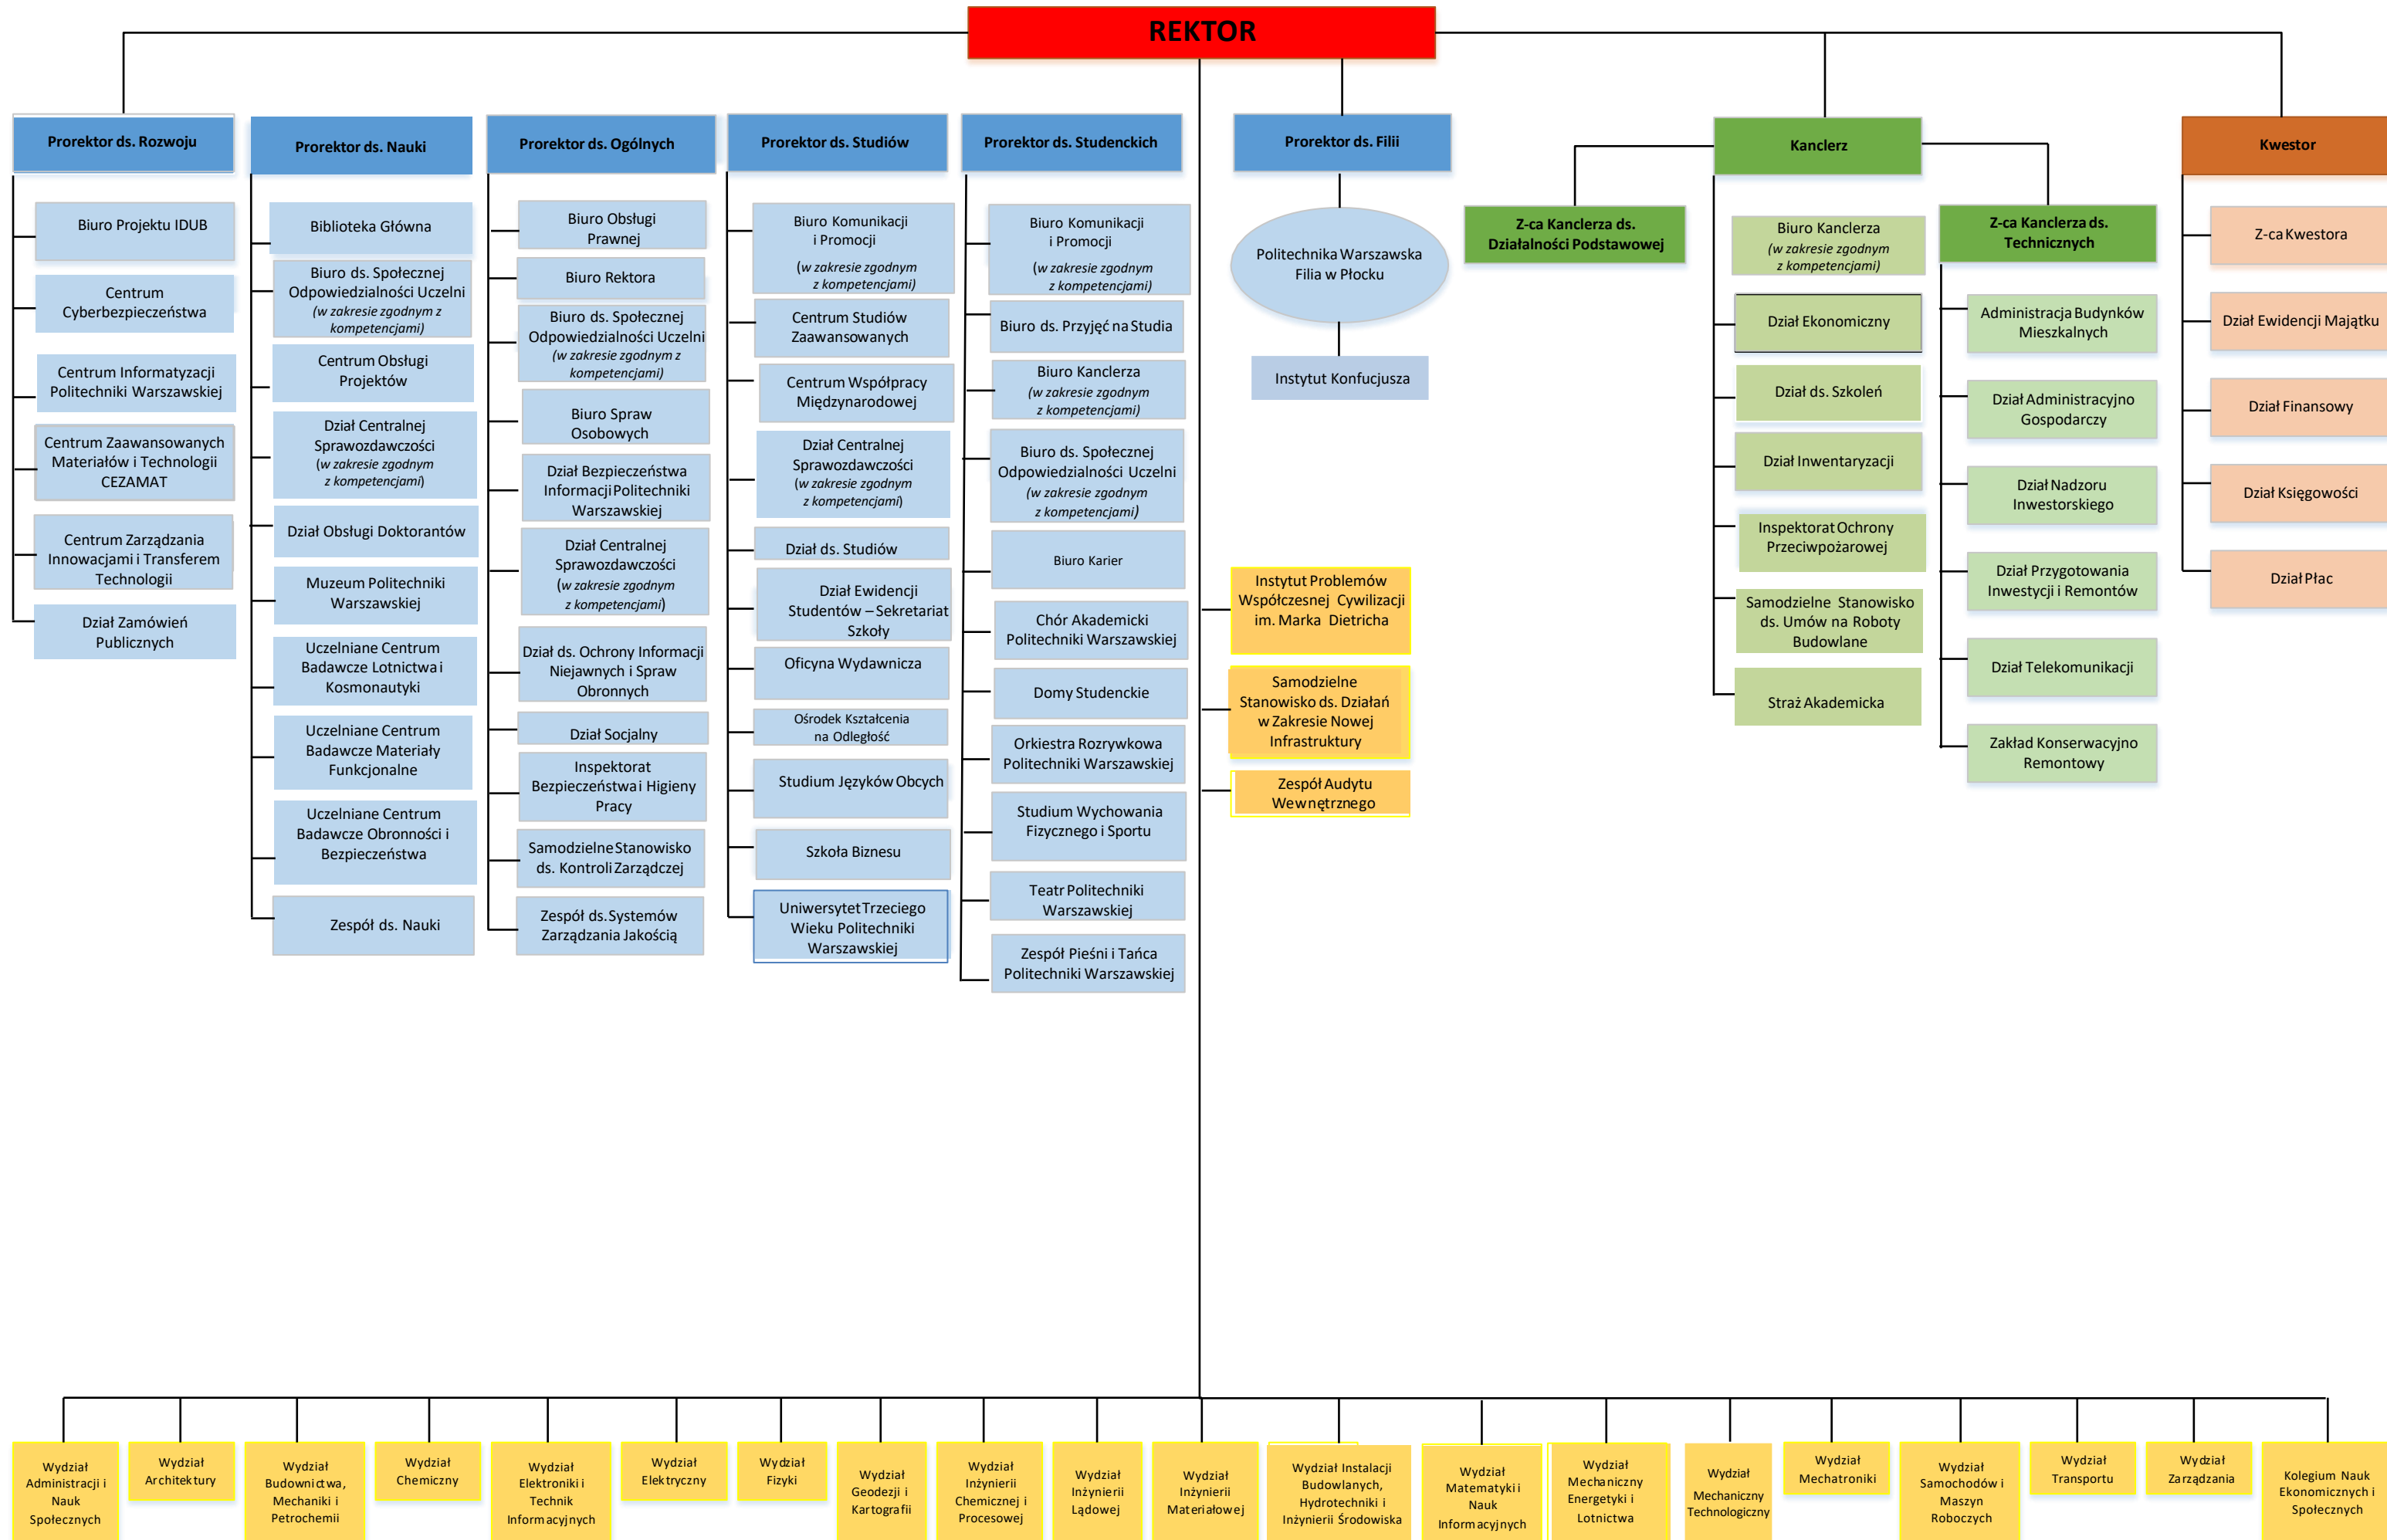 REKTOR
Prorektor ds. Rozwoju
Biuro Projektu IDUB
Centrum
Cyberbezpieczeństwa
Centrum Informatyzacji
Politechniki Warszawskiej
Centrum Zaawansowanych
Materiałów i Technologii
CEZAMAT
Centrum Zarządzania
Innowacjami i Transferem
Technologii
Dział Zamówień
Publicznych
Prorektor ds. Nauki
Biblioteka Główna
Biuro ds. Społecznej
Odpowiedzialności Uczelni
(w zakresie zgodnym z
kompetencjami)
Centrum Obsługi
Projektów
Dział Centralnej
Sprawozdawczości
(w zakresie zgodnym
z kompetencjami)
Dział Obsługi Doktorantów
Muzeum Politechniki
Warszawskiej
Uczelniane Centrum
Badawcze Lotnictwa i
Kosmonautyki
Uczelniane Centrum
Badawcze Materiały
Funkcjonalne
Uczelniane Centrum
Badawcze Obronności i
Bezpieczeństwa
Zespół ds. Nauki
Prorektor ds. Ogólnych
Biuro Obsługi
Prawnej
Biuro Rektora
Biuro ds. Społecznej
Odpowiedzialności Uczelni
(w zakresie zgodnym z
kompetencjami)
Biuro Spraw
Osobowych
Dział Bezpieczeństwa
Informacji Politechniki
Warszawskiej
Dział Centralnej
Sprawozdawczości
(w zakresie zgodnym
z kompetencjami)
Dział ds. Ochrony Informacji
Niejawnych i Spraw
Obronnych
Dział Socjalny
Inspektorat
Bezpieczeństwa i Higieny
Pracy
Samodzielne Stanowisko
ds. Kontroli Zarządczej
Zespół ds. Systemów
Zarządzania Jakością
Prorektor ds. Studiów
Biuro Komunikacji
i Promocji
(w zakresie zgodnym
z kompetencjami)
Centrum Studiów
Zaawansowanych
Centrum Współpracy
Międzynarodowej
Dział Centralnej
Sprawozdawczości
(w zakresie zgodnym
z kompetencjami)
Dział ds. Studiów
Dział Ewidencji
Studentów – Sekretariat
Szkoły
Oficyna Wydawnicza
Ośrodek Kształcenia
na Odległość
Studium Języków Obcych
Szkoła Biznesu
Uniwersytet Trzeciego
Wieku Politechniki
Warszawskiej
Prorektor ds. Studenckich
Biuro Komunikacji
i Promocji
(w zakresie zgodnym
z kompetencjami)
Biuro ds. Przyjęć na Studia
Biuro Kanclerza
(w zakresie zgodnym
z kompetencjami)
Biuro ds. Społecznej
Odpowiedzialności Uczelni
(w zakresie zgodnym
z kompetencjami)
Biuro Karier
Chór Akademicki
Politechniki Warszawskiej
Domy Studenckie
Orkiestra Rozrywkowa
Politechniki Warszawskiej
Studium Wychowania
Fizycznego i Sportu
Teatr Politechniki
Warszawskiej
Zespół Pieśni i Tańca
Politechniki Warszawskiej
Prorektor ds. Filii
Politechnika Warszawska
Filia w Płocku
Instytut Konfucjusza
Instytut Problemów
Współczesnej Cywilizacji
im. Marka Dietricha
Samodzielne
Stanowisko ds. Działań
w Zakresie Nowej
Infrastruktury
Zespół Audytu
Wewnętrznego
Kanclerz
Z-ca Kanclerza ds.
Działalności Podstawowej
Biuro Kanclerza
(w zakresie zgodnym
z kompetencjami)
Dział Ekonomiczny
Dział ds. Szkoleń
Dział Inwentaryzacji
Inspektorat Ochrony
Przeciwpożarowej
Samodzielne Stanowisko
ds. Umów na Roboty
Budowlane
Straż Akademicka
Z-ca Kanclerza ds.
Technicznych
Administracja Budynków
Mieszkalnych
Dział Administracyjno
Gospodarczy
Dział Nadzoru
Inwestorskiego
Dział Przygotowania
Inwestycji i Remontów
Dział Telekomunikacji
Zakład Konserwacyjno
Remontowy
Kwestor
Z-ca Kwestora
Dział Ewidencji Majątku
Dział Finansowy
Dział Księgowości
Dział Płac
Wydział
Administracji i
Nauk
Społecznych
Wydział
Architektury
Wydział
Budownictwa,
Mechaniki i
Petrochemii
Wydział
Chemiczny
Wydział
Elektroniki i
Technik
Informacyjnych
Wydział
Elektryczny
Wydział
Fizyki
Wydział
Geodezji i
Kartografii
Wydział
Inżynierii
Chemicznej i
Procesowej
Wydział
Inżynierii
Lądowej
Wydział
Inżynierii
Materiałowej
Wydział Instalacji
Budowlanych,
Hydrotechniki i
Inżynierii Środowiska
Wydział
Matematyki i
Nauk
Informacyjnych
Wydział
Mechaniczny
Energetyki i
Lotnictwa
Wydział
Mechaniczny
Technologiczny
Wydział
Mechatroniki
Wydział
Samochodów i
Maszyn
Roboczych
Wydział
Transportu
Wydział
Zarządzania
Kolegium Nauk
Ekonomicznych i
Społecznych